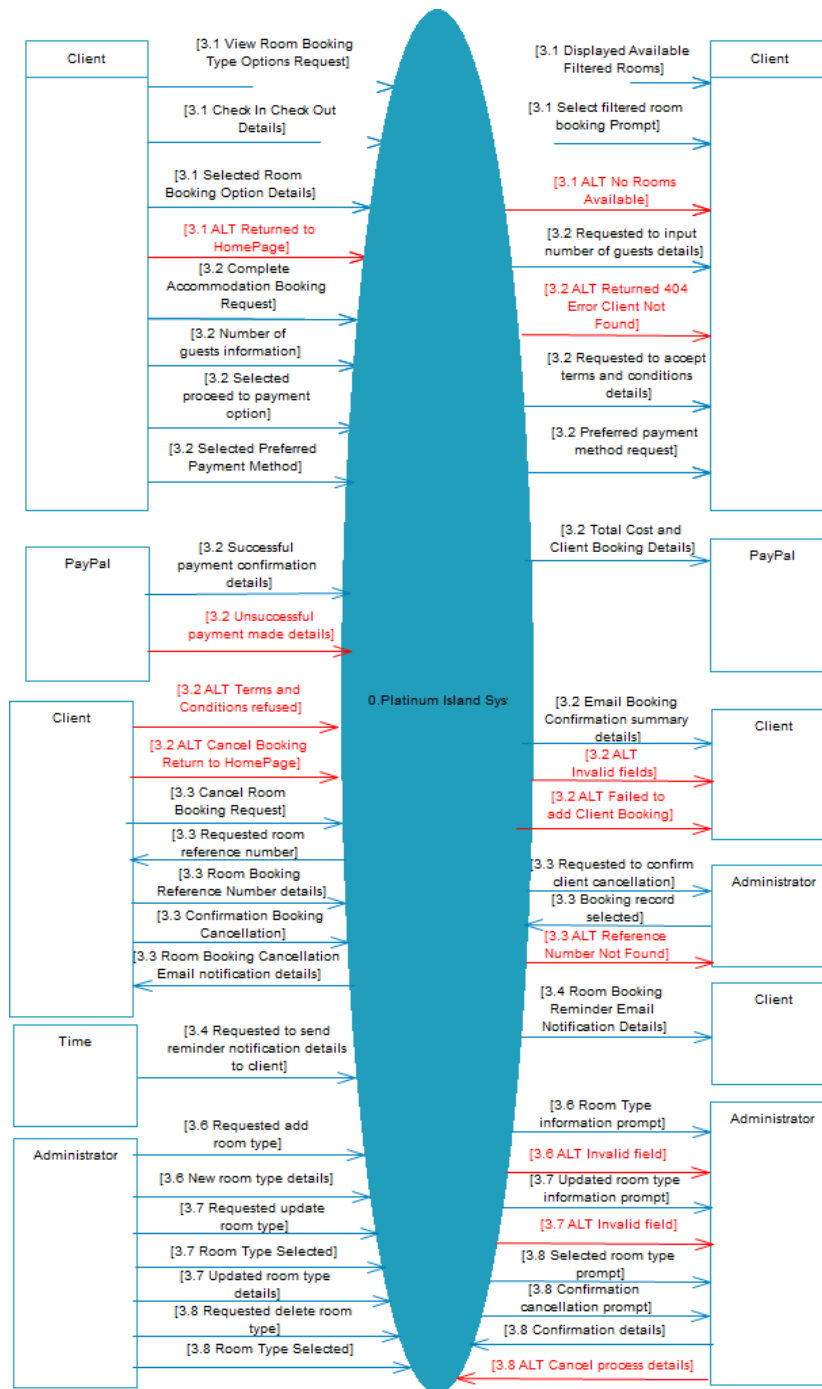 Client
[3.1 View Room Booking
Type Options Request]
[3.1 Check In Check Out
Details]
[3.1 Selected Room
Booking Option Details]
[3.1 ALT Returned to
HomePage]
[3.2 Complete
Accommodation Booking
Request]
[3.2 Number of
guests information]
[3.2 Selected
proceed to payment
option]
[3.2 Selected Preferred
Payment Method]
[3.1 Displayed Available
Filtered Rooms]
Client
[3.1 Select filtered room
booking Prompt]
[3.1 ALT No Rooms
Available]
[3.2 Requested to input
number of guests details]
[3.2 ALT Returned 404
Error Client Not
Found]
[3.2 Requested to accept
terms and conditions
details]
[3.2 Preferred payment
method request]
PayPal
[3.2 Successful
payment confirmation
details]
[3.2 Unsuccessful
payment made details]
[3.2 Total Cost and
Client Booking Details]
PayPal
0.Platinum Island Sys
Client
[3.2 ALT Terms and
Conditions refused]
[3.2 ALT Cancel Booking
Return to HomePage]
[3.3 Cancel Room
Booking Request]
[3.3 Requested room
reference number]
[3.3 Room Booking
Reference Number details]
[3.3 Confirmation Booking
Cancellation]
[3.3 Room Booking Cancellation
Email notification details]
[3.2 Email Booking
Confirmation summary
details]
Client
[3.2 ALT
Invalid fields]
[3.2 ALT Failed to
add Client Booking]
[3.3 Requested to confirm
client cancellation]
Administrator
[3.3 Booking record
selected]
[3.3 ALT Reference
Number Not Found]
Time
[3.4 Requested to send
reminder notification details
to client]
[3.4 Room Booking
Reminder Email
Notification Details]
Client
Administrator
[3.6 Requested add
room type]
[3.6 New room type details]
[3.7 Requested update
room type]
[3.7 Room Type Selected]
[3.7 Updated room type
details]
[3.8 Requested delete room
type]
[3.8 Room Type Selected]
[3.6 Room Type
information prompt]
Administrator
[3.6 ALT Invalid field]
[3.7 Updated room type
information prompt]
[3.7 ALT Invalid field]
[3.8 Selected room type
prompt]
[3.8 Confirmation
cancellation prompt]
[3.8 Confirmation details]
[3.8 ALT Cancel process details]